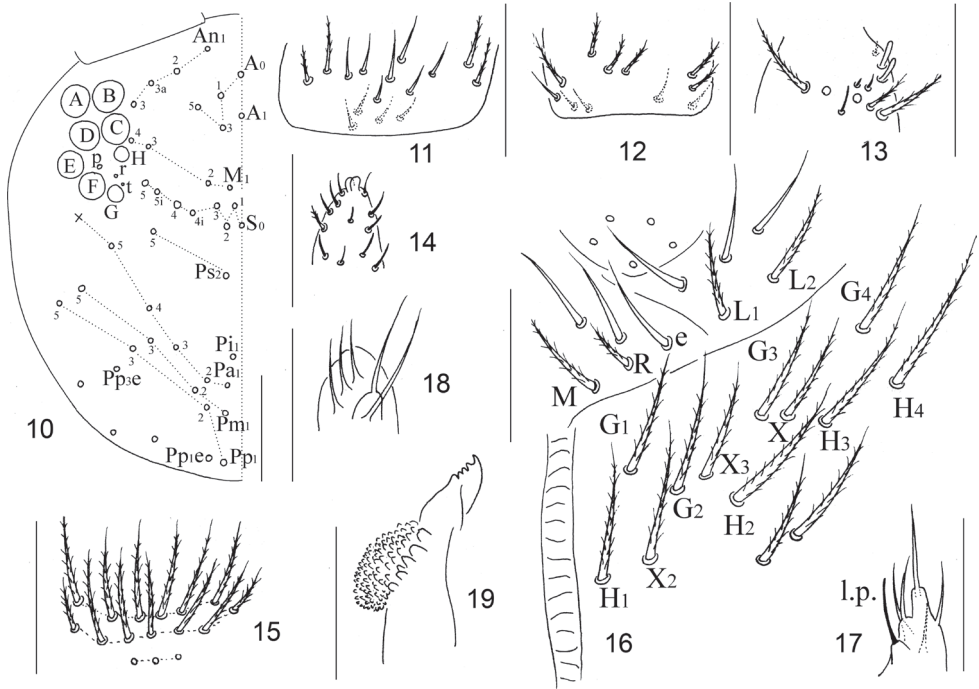 An1
2
A0
3a
1
A B
3
5
A1
3
D C
4
3
E p H
r
2
M1
F t
5
5i
1
G
4
4i
3
2
S0
x
5
5
Ps2
5
5
4
3
3
Pi1
Pp3e
2
Pa1
2
2
Pm1
10
Pp1e Pp1
11
12
13
14
18
15
19
L1
L2
G4
e
R
M
G3
G1
X
H3
H4
X3
G2
H2
H1
X2
16
l.p.
17